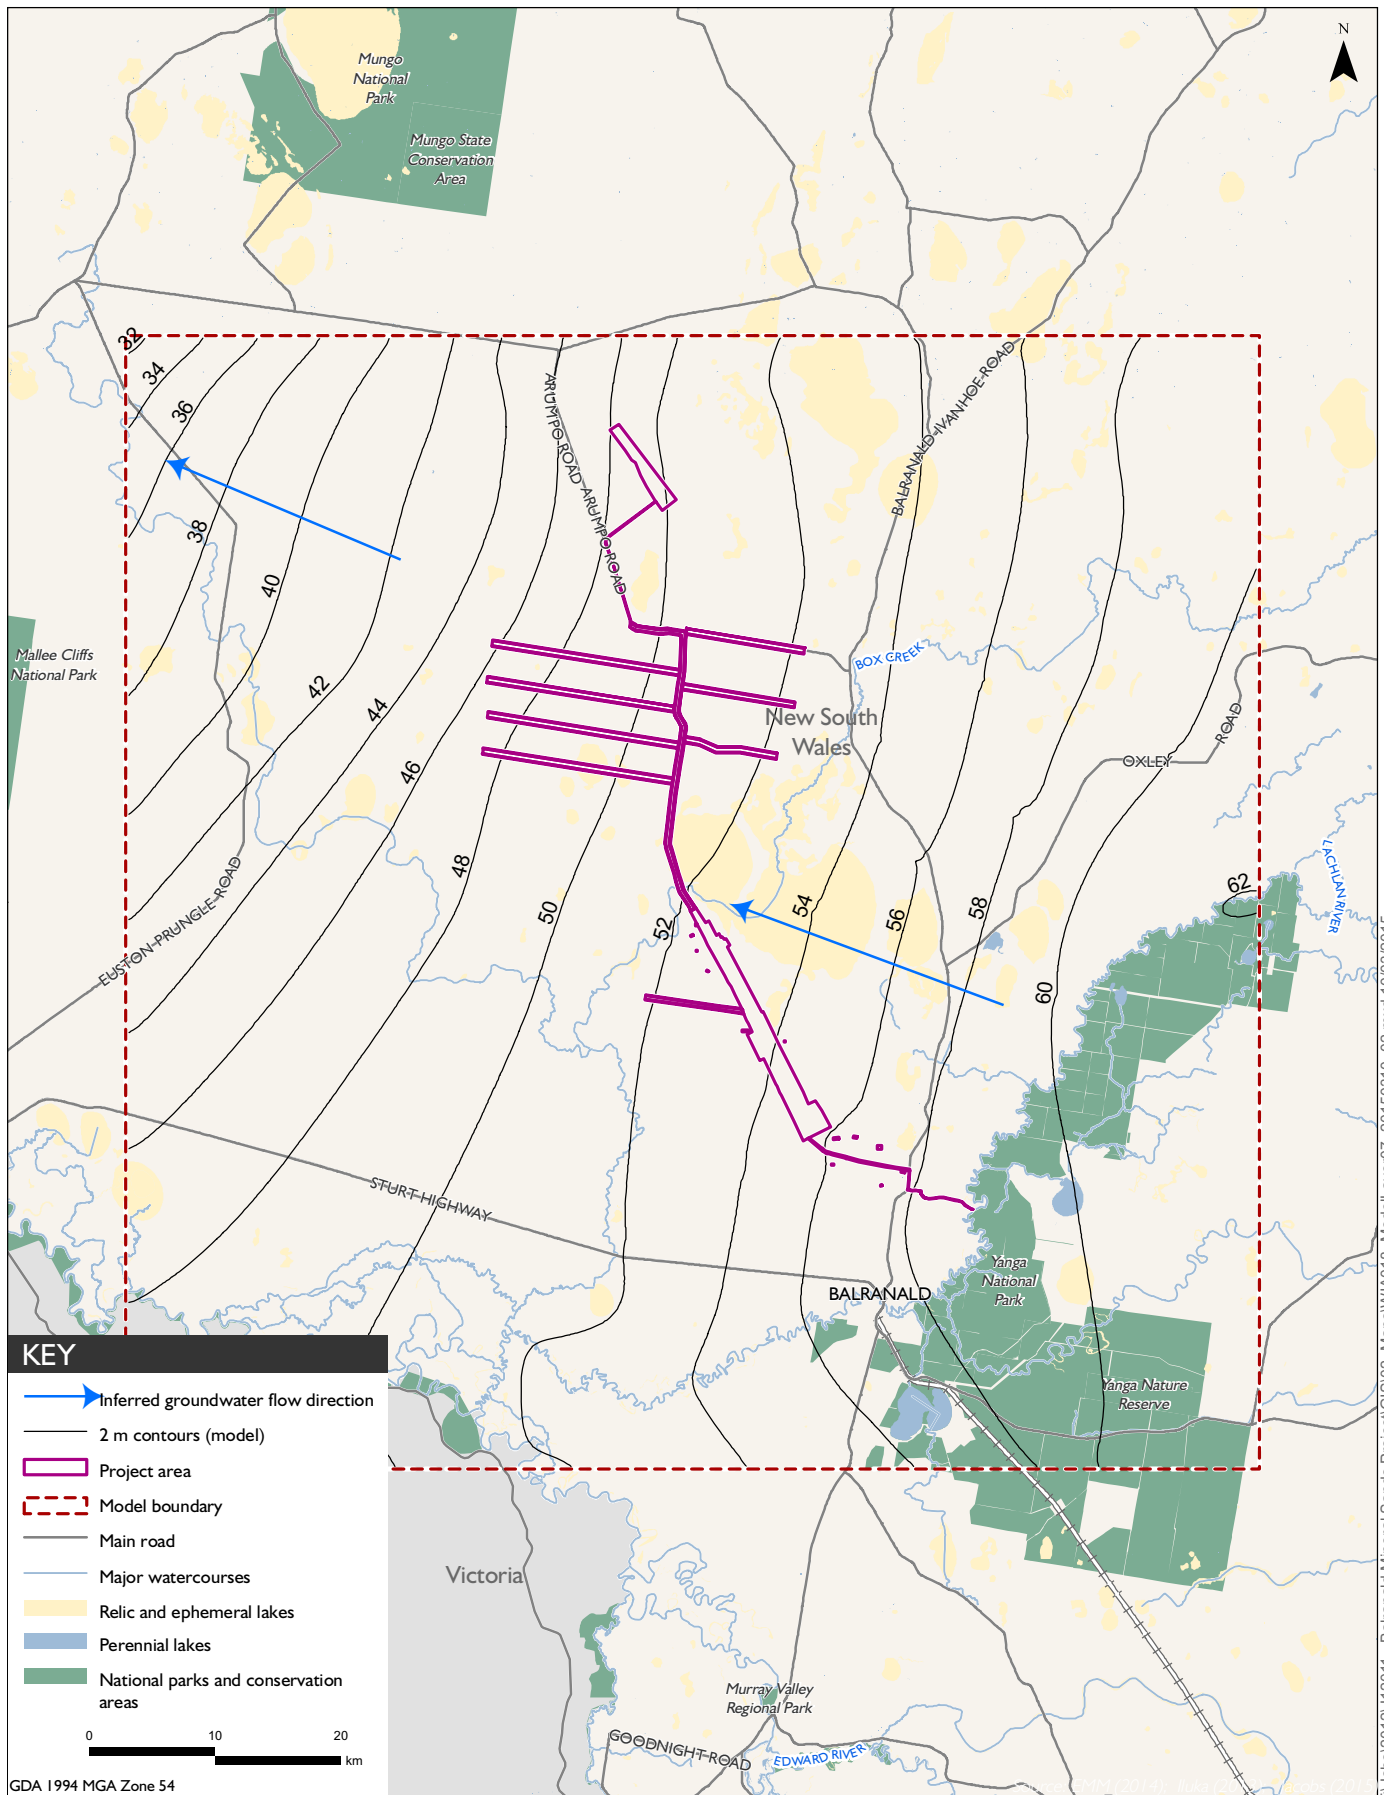 N
Mungo
National
Park
Mungo State
Conservation
Area
32
34
36
38
40
42
44
46
48
50
52
54
56
58
60
62
ARUMPO ROAD
ARUMPO ROAD
BALRANALD-IVANHOE ROAD
Mallee Cliffs
National Park
BOX CREEK
New South
Wales
OXLEY
ROAD
LACHLAN RIVER
EUSTON-PRUNGLE ROAD
STURT HIGHWAY
Yanga
National
Park
BALRANALD
Yanga Nature
Reserve
Victoria
Murray Valley
Regional Park
GOODNIGHT ROAD
EDWARD RIVER
KEY
Inferred groundwater flow direction
2 m contours (model)
Project area
Model boundary
Main road
Major watercourses
Relic and ephemeral lakes
Perennial lakes
National parks and conservation
areas
0 10 20
km
GDA 1994 MGA Zone 54